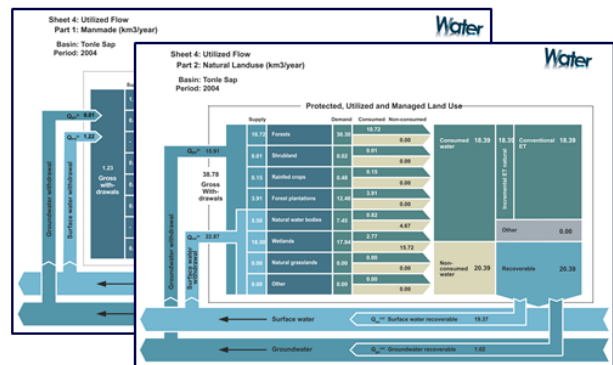 Sheet 4: Utilized Flow
Part 1: Manmade (km3/year)
Water
Basin: Tonle Sap
Period: 2004
0.01
1.22
1.23
Gross
with-
drawals
Groundwater withdrawal
Surface water withdrawal
Sheet 4: Utilized Flow
Part 2: Natural Landuse (km3/year)
Water
Basin: Tonle Sap
Period: 2004
Protected, Utilized and Managed Land Use
Supply Demand Consumed Non-consumed
18.72 Forests 38.30 10.72
0.00
0.01 Shrubland 0.02 0.01
0.00
0.15 Rainfed crops 0.46 0.15
0.00
3.91 Forest plantations 12.46 3.91
0.00
Natural water bodies 7.43 0.82
4.67
Wetlands 17.94 2.77
15.72
0.00 Natural grasslands 0.00 0.00
0.00
0.00 Other 0.00 0.00
0.00
15.91
38.78
Gross
With-
drawals
22.87
Groundwater withdrawal
Surface water withdrawal
Consumed water 18.39
18.39 Incremental ET natural
Conventional ET 18.39
Other 0.00
Non-consumed water 20.39
Recoverable 20.39
Surface water Surface water recoverable 19.37
Groundwater Groundwater recoverable 1.02